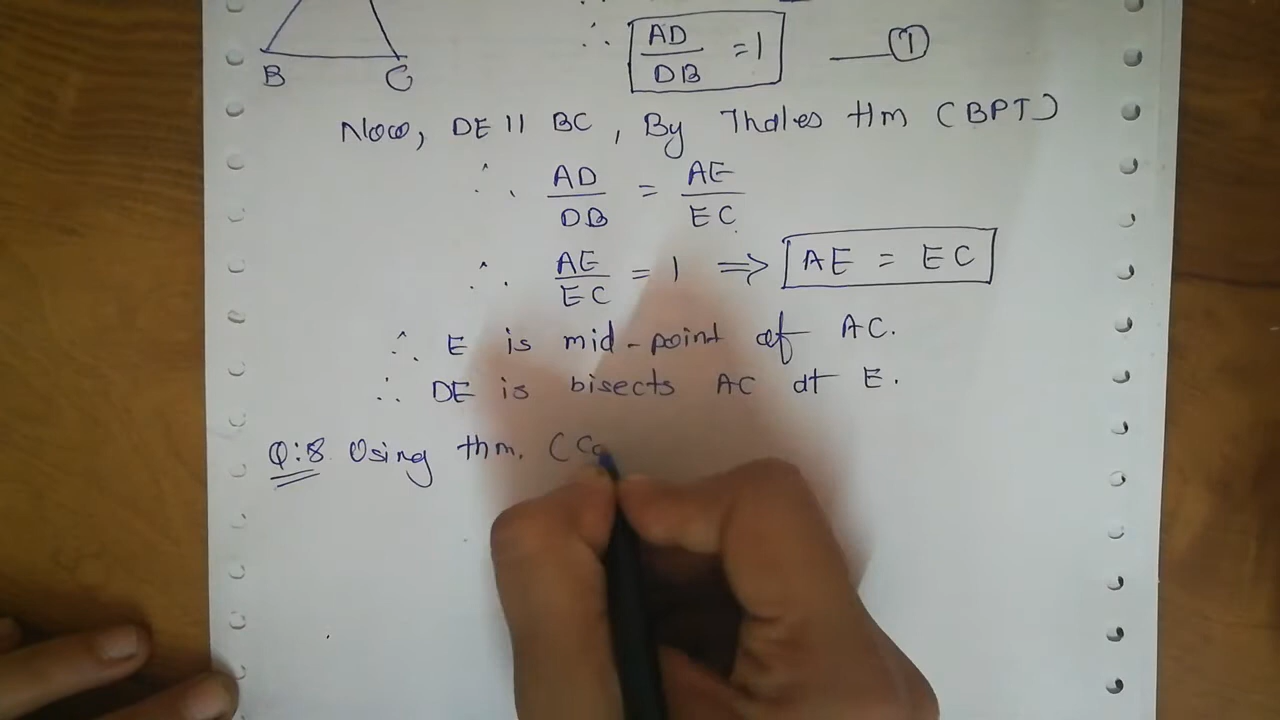 B C
∴ AD/DB = 1 ——①
Now, DE || BC, By Thales thm (BPT)
∴ AD/DB = AE/EC
∴ AE/EC = 1 ⇒ AE = EC
∴ E is mid-point of AC.
∴ DE is bisects AC at E.
Q:8 Using thm. (Co